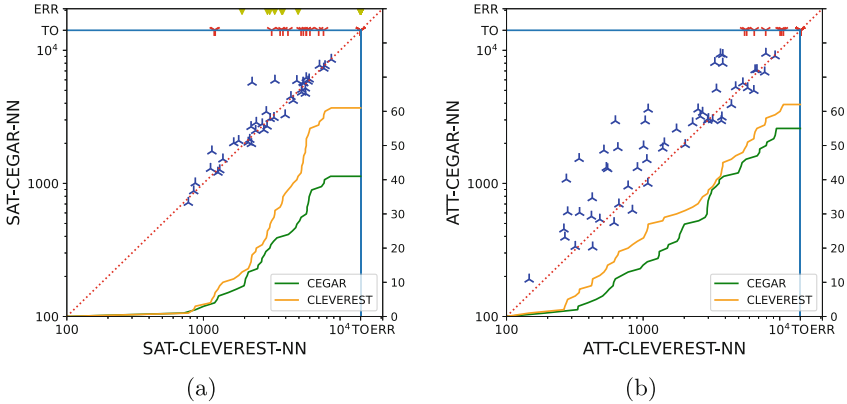 ERR
TO
10⁴
1000
100
SAT-CEGAR-NN
60
50
40
30
20
10
0
CEGAR
CLEVEREST
100 1000 10⁴TOERR
SAT-CLEVEREST-NN
(a)
ERR
TO
10⁴
1000
100
ATT-CEGAR-NN
60
50
40
30
20
10
0
CEGAR
CLEVEREST
100 1000 10⁴TOERR
ATT-CLEVEREST-NN
(b)